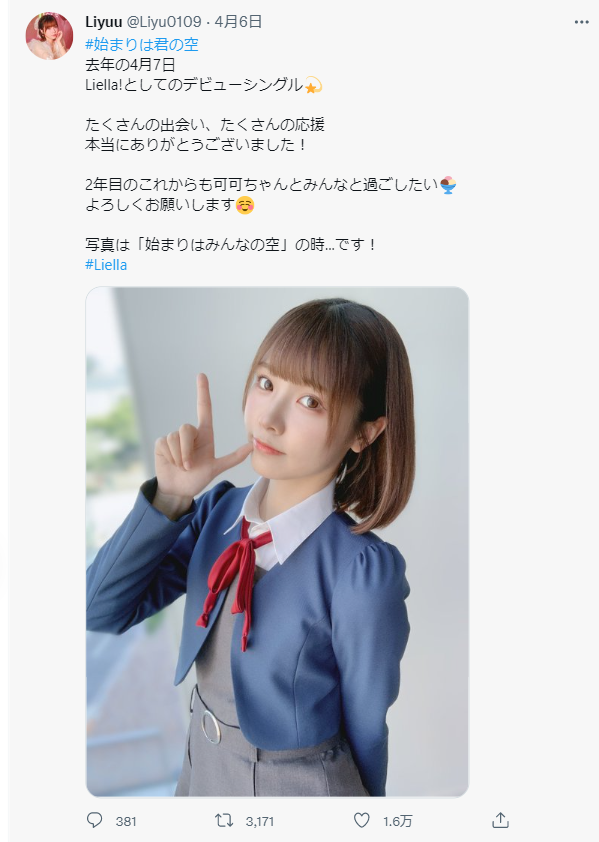 Liyuu @Liyu0109 · 4月6日
#始まりは君の空
去年の4月7日
Liella!としてのデビューシングル
たくさんの出会い、たくさんの応援
本当にありがとうございました！
2年目のこれからも可可ちゃんとみんなと過ごしたい
よろしくお願いします
写真は「始まりはみんなの空」の時...です！
#Liella
381
3,171
1.6万